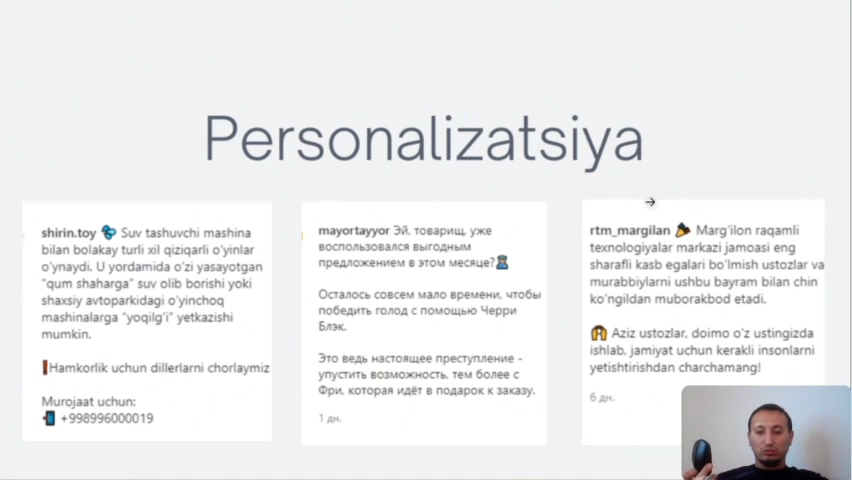 Personalizatsiya
shirin.toy Suv tashuvchi mashina
bilan bolakay turli xil qiziqarli o'yinlar
o'ynaydi. U yordamida o'zi yasayotgan
"qum shaharga" suv olib borishi yoki
shaxsiy avtoparkidagi o'yinchoq
mashinalarga "yoqilg'i" yetkazishi
mumkin.
❗Hamkorlik uchun dillerlarni chorlaymiz
Murojaat uchun:
📲 +998996000019
mayortayyor Эй, товарищ, уже
воспользовался выгодным
предложением в этом месяце?
Осталось совсем мало времени, чтобы
победить голод с помощью Черри
Блэк.
Это ведь настоящее преступление -
упустить возможность, тем более с
Фри, которая идёт в подарок к заказу.
1 дн.
rtm_margilan 🎉 Marg'ilon raqamli
texnologiyalar markazi jamoasi eng
sharafli kasb egalari bo'lmish ustozlar va
murabbiylarni ushbu bayram bilan chin
ko'ngildan muborakbod etadi.
Aziz ustozlar, doimo o'z ustingizda
ishlab, jamiyat uchun kerakli insonlarni
yetishtirishdan charchamang!
6 дн.